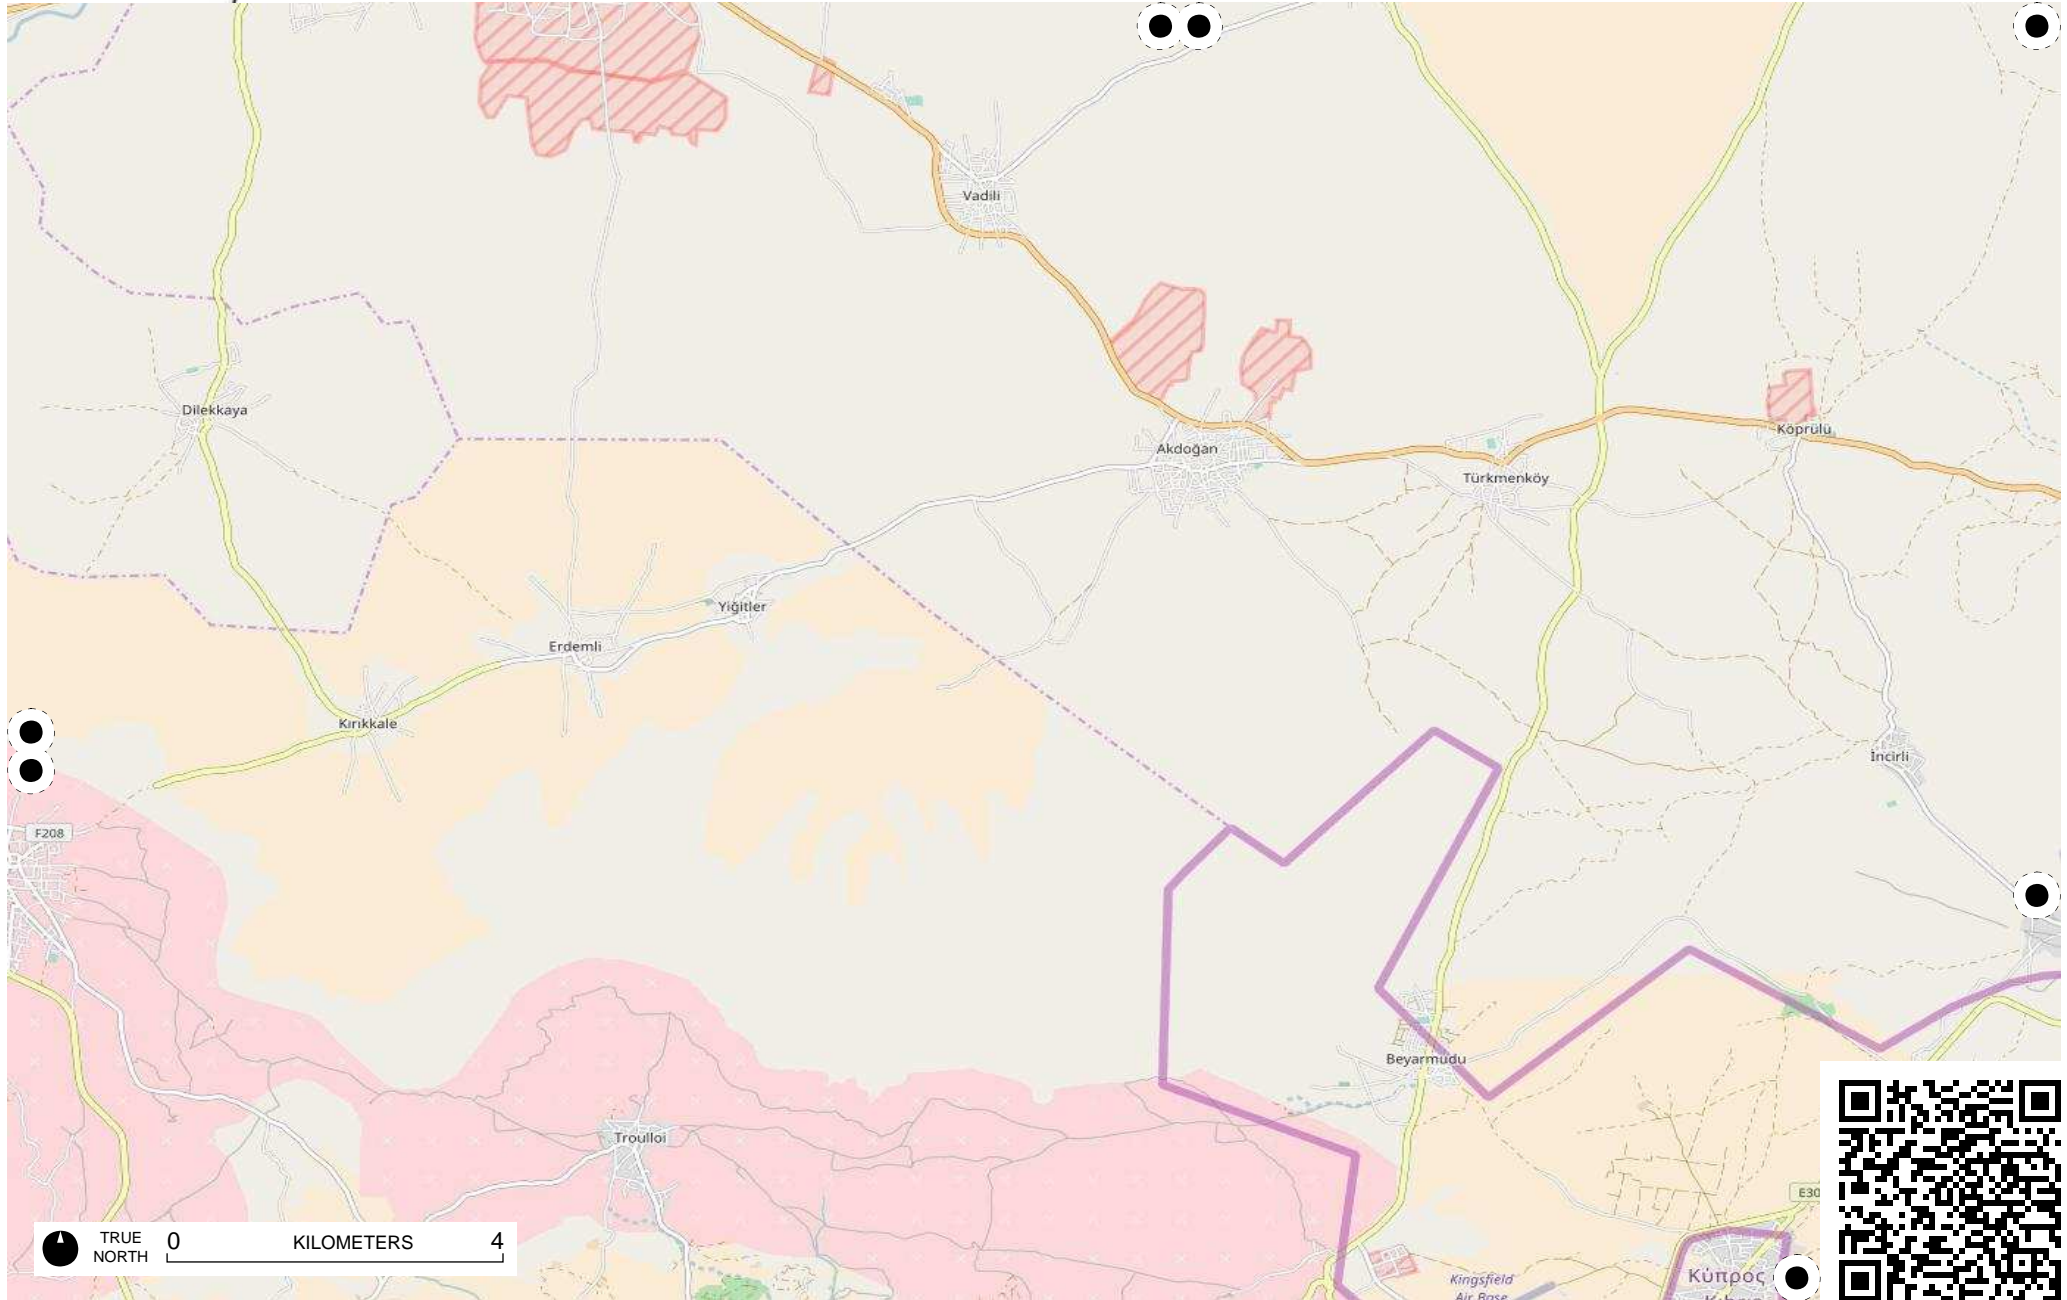 Vadili
Dilekkaya
Köprülü
Akdoğan
Türkmenköy
Yiğitler
Erdemli
Kırıkkale
İncirli
F208
Beyarmudu
Troulloi
E30
TRUE
NORTH
0 KILOMETERS 4
Kingsfield
Air Base
Κύπρος